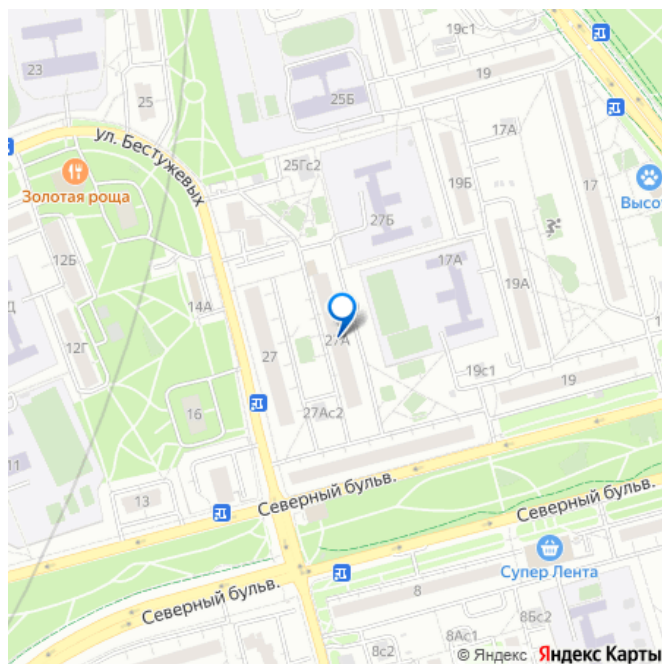 19с1
23
19
25
25Б
17А
ул. Бестужевых
25Гс2
19Б
17
Золотая роща
Высо
27Б
12Б
17А
14А
19А
Д
27А
12Г
27
19с1
19
16
27Ас2
11
13
Северный бульв.
Северный бульв.
Супер Лента
Северный бульв.
8
8Бс2
8Ас1
8с2
© Яндекс Яндекс Карты